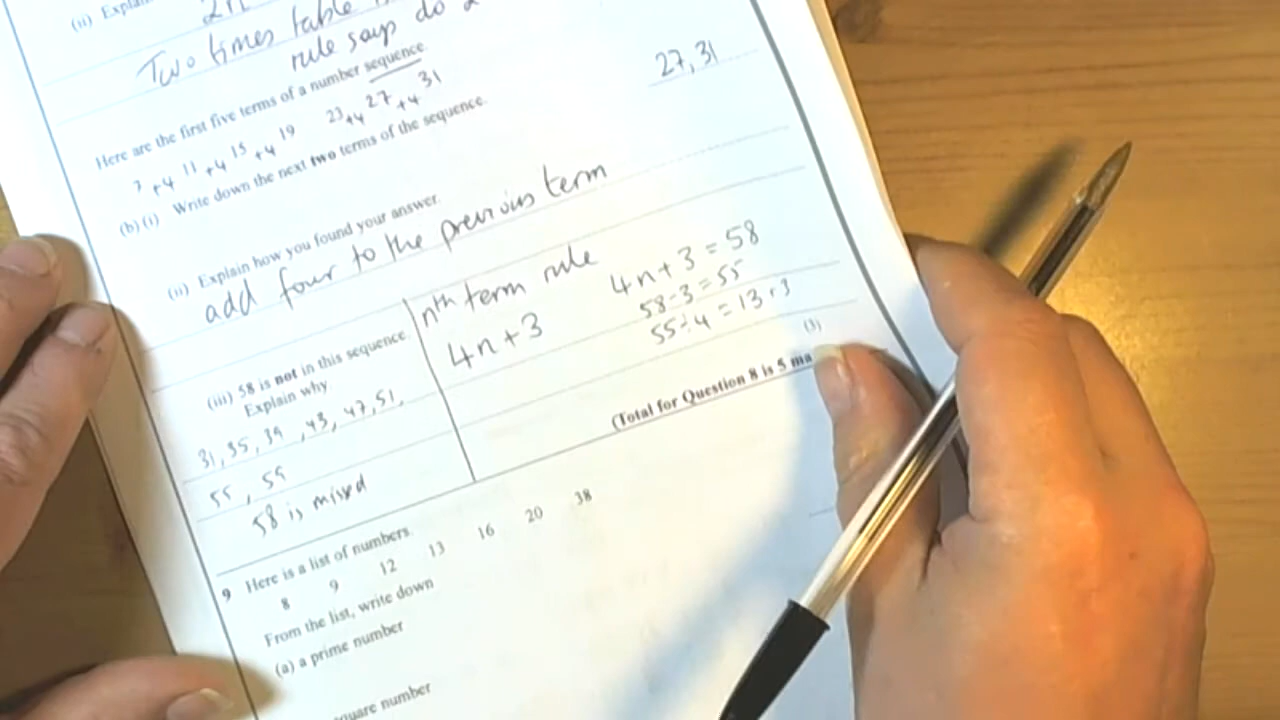 (ii) Explain
2n
Two times table
rule says do 2
Here are the first five terms of a number sequence.
7 +4 11 +4 15 +4 19 23 +4 27 +4 31
(b) (i) Write down the next two terms of the sequence.
27, 31
(ii) Explain how you found your answer.
add four to the previous term
(iii) 58 is not in this sequence.
Explain why
31, 35, 39, 43, 47, 51,
55, 59
58 is missed
nth term rule
4n+3
4n+3 = 58
58-3 = 55
55÷4 = 13 r 3
(3)
(Total for Question 8 is 5 ma
9 Here is a list of numbers.
8 9 12 13 16 20 38
From the list, write down
(a) a prime number
square number